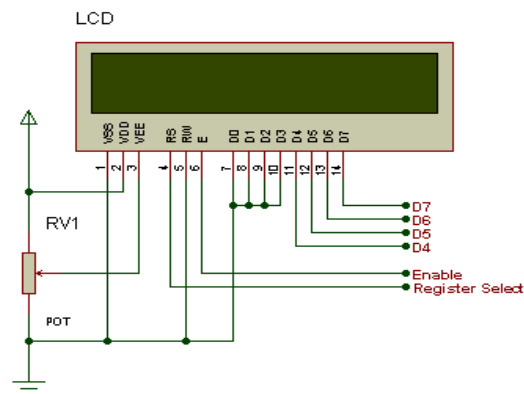 LCD
VSS VDD VEE RS RW E D0 D1 D2 D3 D4 D5 D6 D7
1 2 3 4 5 6 7 8 9 10 11 12 13 14
D7
D6
RV1
D5
D4
Enable
Register Select
POT